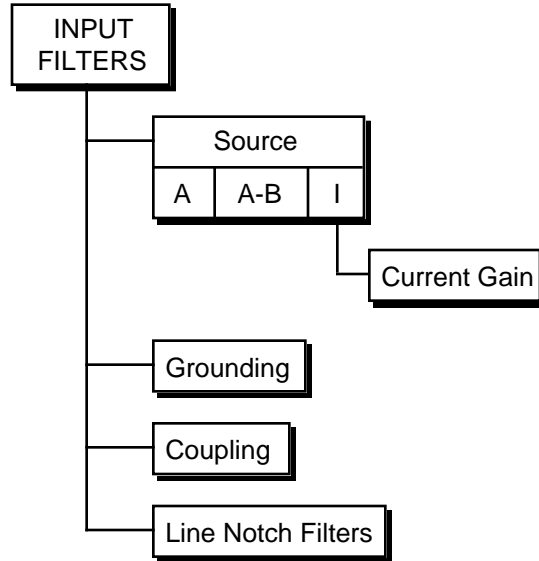 INPUT
FILTERS
Source
A A-B I
Current Gain
Grounding
Coupling
Line Notch Filters